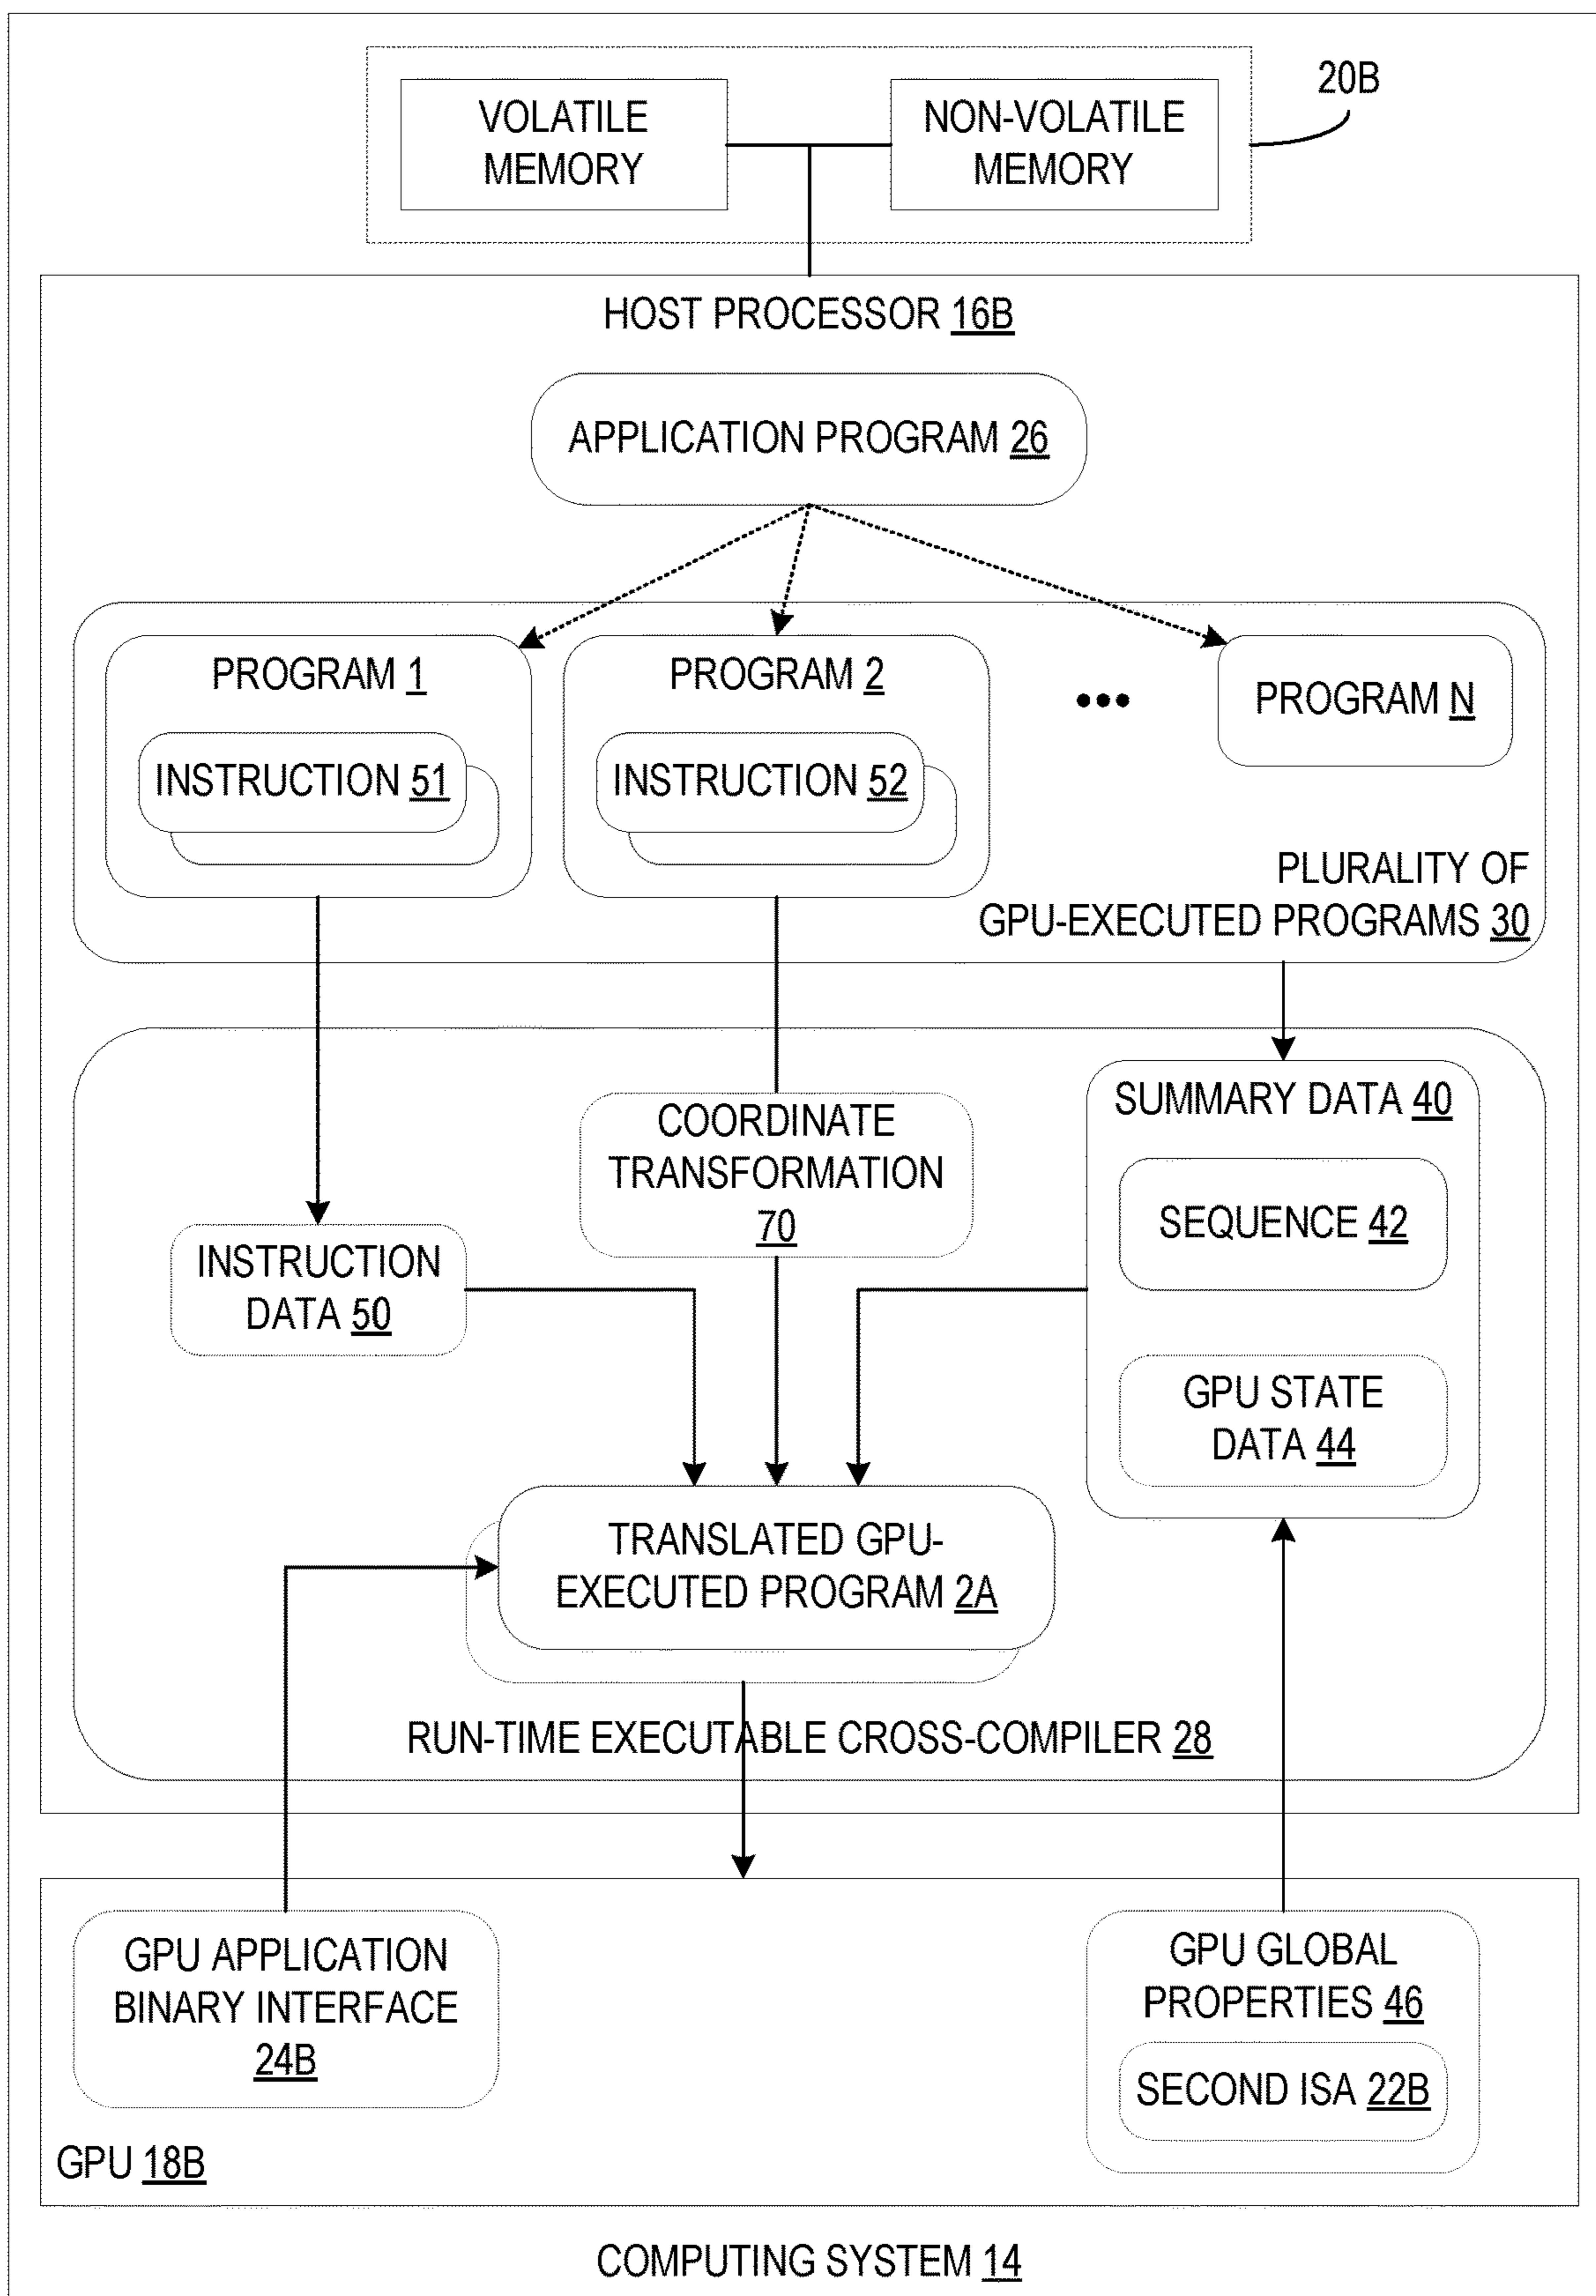 20B
VOLATILE
MEMORY
NON-VOLATILE
MEMORY
HOST PROCESSOR 16B
APPLICATION PROGRAM 26
PROGRAM 1
INSTRUCTION 51
PROGRAM 2
INSTRUCTION 52
PROGRAM N
PLURALITY OF
GPU-EXECUTED PROGRAMS 30
INSTRUCTION
DATA 50
COORDINATE
TRANSFORMATION
70
SUMMARY DATA 40
SEQUENCE 42
GPU STATE
DATA 44
TRANSLATED GPU-
EXECUTED PROGRAM 2A
RUN-TIME EXECUTABLE CROSS-COMPILER 28
GPU APPLICATION
BINARY INTERFACE
24B
GPU GLOBAL
PROPERTIES 46
SECOND ISA 22B
GPU 18B
COMPUTING SYSTEM 14